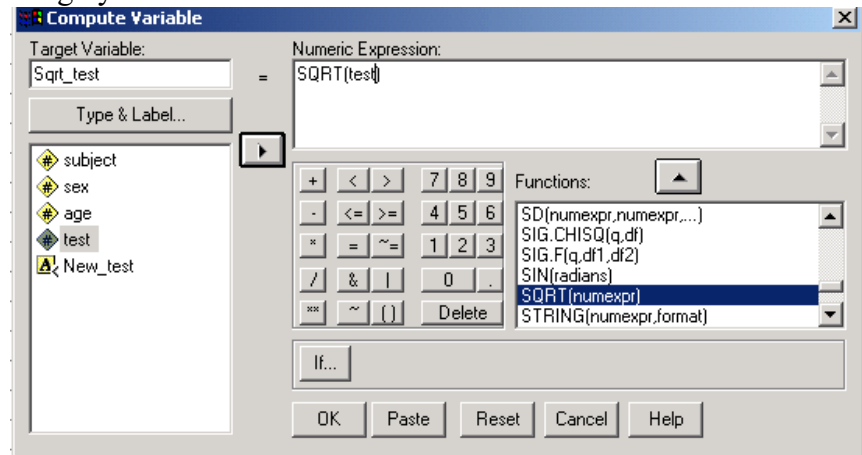 Compute Variable
Target Variable:
Sqrt_test
=
Numeric Expression:
SQRT(test)
Type & Label...
subject
sex
age
test
New_test
+ < > 7 8 9
- <= >= 4 5 6
* = ~= 1 2 3
/ & | 0 .
** ~ () Delete
Functions:
SD(numexpr,numexpr,...)
SIG.CHISQ(q,df)
SIG.F(q,df1,df2)
SIN(radians)
SQRT(numexpr)
STRING(numexpr,format)
If...
OK Paste Reset Cancel Help